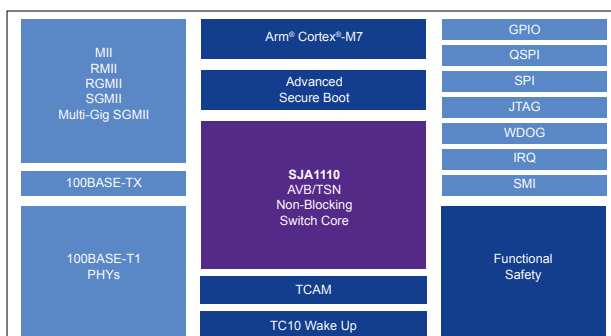 MII
RMII
RGMII
SGMII
Multi-Gig SGMII
100BASE-TX
100BASE-T1
PHYs
Arm® Cortex®-M7
Advanced
Secure Boot
SJA1110
AVB/TSN
Non-Blocking
Switch Core
TCAM
TC10 Wake Up
GPIO
QSPI
SPI
JTAG
WDOG
IRQ
SMI
Functional
Safety